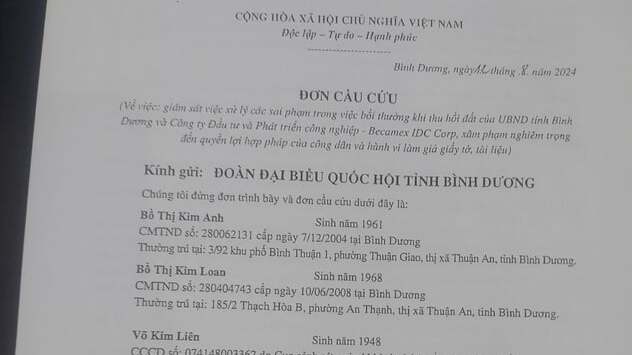 CỘNG HÒA XÃ HỘI CHỦ NGHĨA VIỆT NAM
Độc lập – Tự do – Hạnh phúc
----------------------
Bình Dương, ngày 12 tháng 8 năm 2024
ĐƠN CẦU CỨU
(Về việc: giám sát việc xử lý các sai phạm trong việc bồi thường khi thu hồi đất của UBND tỉnh Bình
Dương và Công ty Đầu tư và Phát triển công nghiệp - Becamex IDC Corp, xâm phạm nghiêm trọng
đến quyền lợi hợp pháp của công dân và hành vi làm giả giấy tờ, tài liệu)
Kính gửi: ĐOÀN ĐẠI BIỂU QUỐC HỘI TỈNH BÌNH DƯƠNG
Chúng tôi đứng đơn trình bày và đơn cầu cứu dưới đây là:
Bồ Thị Kim Anh Sinh năm 1961
CMTND số: 280062131 cấp ngày 7/12/2004 tại Bình Dương
Thường trú tại: 3/92 khu phố Bình Thuận 1, phường Thuận Giao, thị xã Thuận An, tỉnh Bình Dương.
Bồ Thị Kim Loan Sinh năm 1968
CMTND số: 280404743 cấp ngày 10/06/2008 tại Bình Dương
Thường trú tại: 185/2 Thạch Hòa B, phường An Thạnh, thị xã Thuận An, tỉnh Bình Dương.
Võ Kim Liên Sinh năm 1948
CCCD số: 074148003362 do